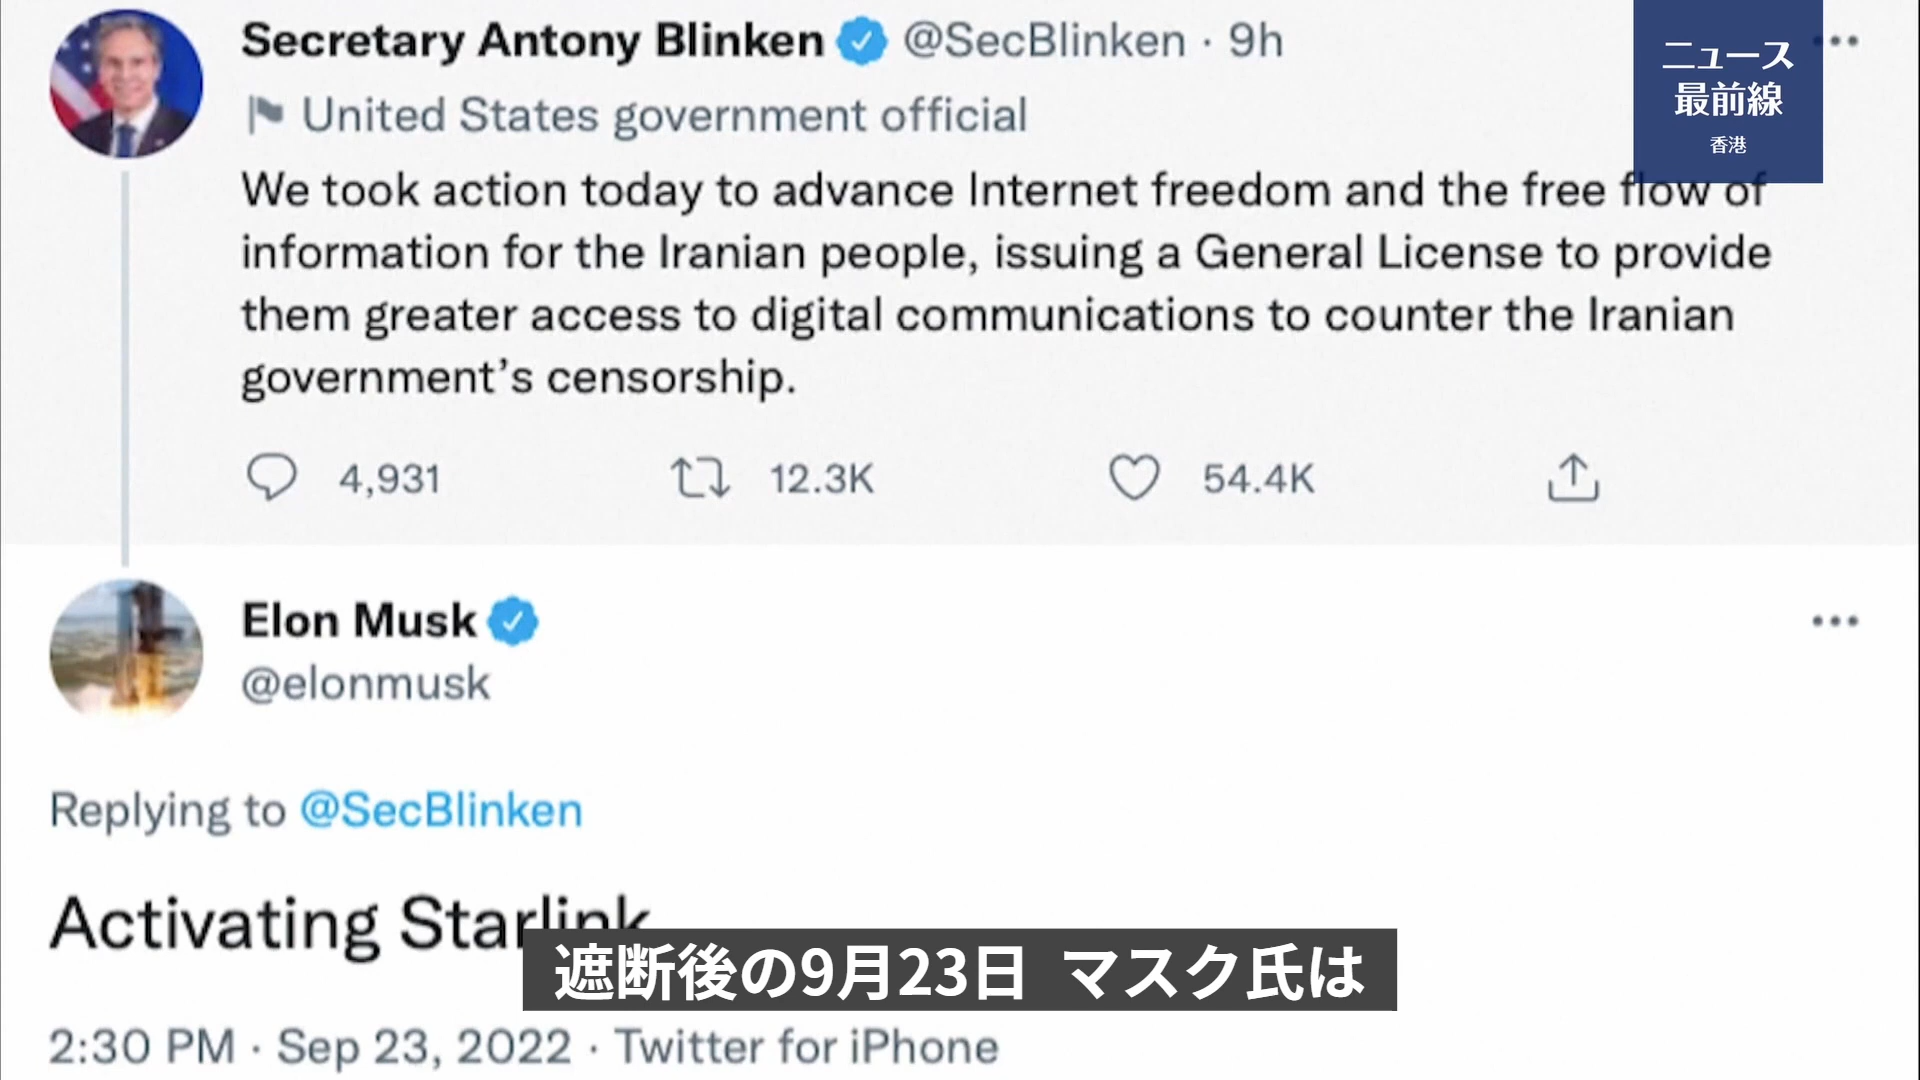 Secretary Antony Blinken @SecBlinken · 9h
ニュース
最前線
香港
United States government official
We took action today to advance Internet freedom and the free flow of
information for the Iranian people, issuing a General License to provide
them greater access to digital communications to counter the Iranian
government’s censorship.
4,931 12.3K 54.4K
Elon Musk
@elonmusk
Replying to @SecBlinken
Activating Starlink
遮断後の9月23日 マスク氏は
2:30 PM · Sep 23, 2022 · Twitter for iPhone